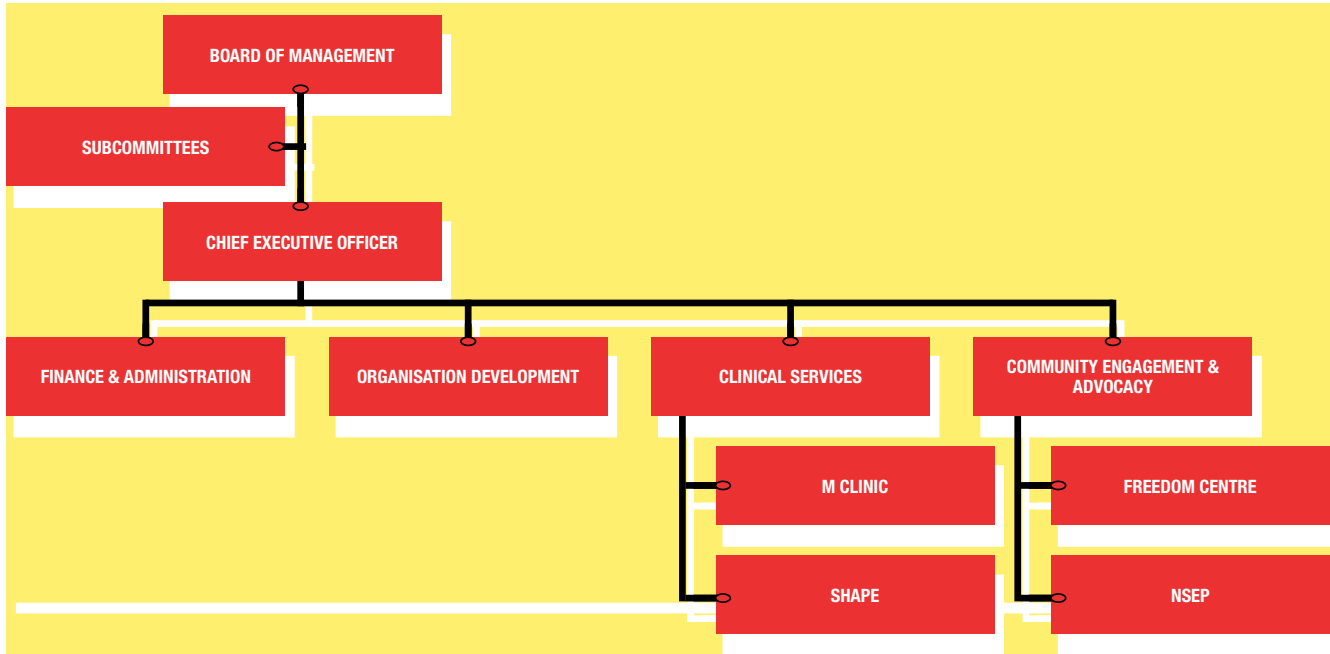 BOARD OF MANAGEMENT
SUBCOMMITTEES
CHIEF EXECUTIVE OFFICER
FINANCE & ADMINISTRATION
ORGANISATION DEVELOPMENT
CLINICAL SERVICES
COMMUNITY ENGAGEMENT &
ADVOCACY
M CLINIC
FREEDOM CENTRE
SHAPE
NSEP